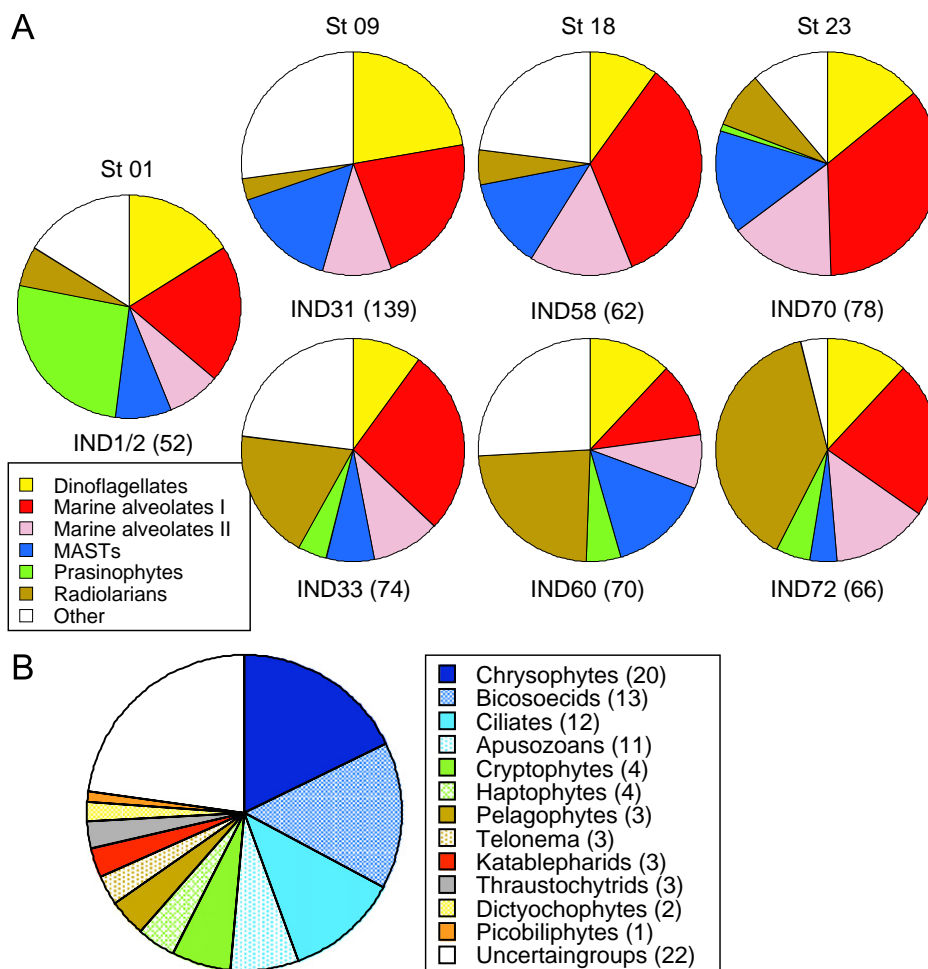 A
St 01
St 09
St 18
St 23
IND1/2 (52)
IND31 (139)
IND58 (62)
IND70 (78)
IND33 (74)
IND60 (70)
IND72 (66)
Dinoflagellates
Marine alveolates I
Marine alveolates II
MASTs
Prasinophytes
Radiolarians
Other
B
Chrysophytes (20)
Bicosoecids (13)
Ciliates (12)
Apusozoans (11)
Cryptophytes (4)
Haptophytes (4)
Pelagophytes (3)
Telonema (3)
Katablepharids (3)
Thraustochytrids (3)
Dictyochophytes (2)
Picobiliphytes (1)
Uncertaingroups (22)